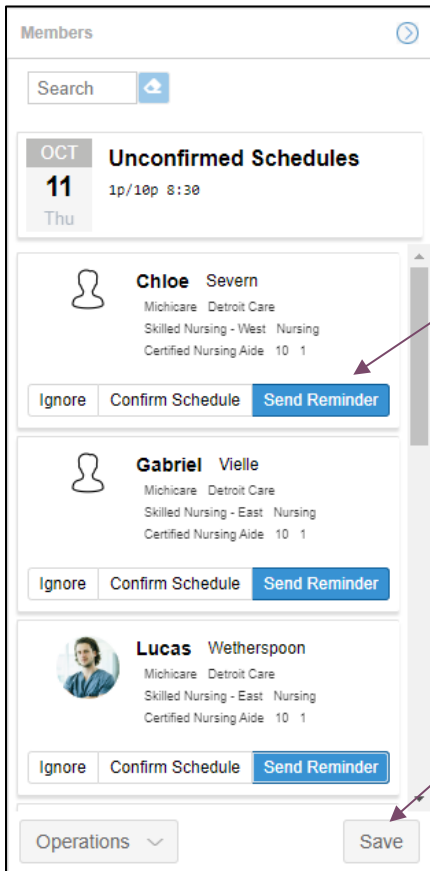 Members
Search
OCT
11
Thu
Unconfirmed Schedules
1p/10p 8:30
Chloe Severn
Michicare Detroit Care
Skilled Nursing - West Nursing
Certified Nursing Aide 10 1
Ignore Confirm Schedule Send Reminder
Gabriel Vielle
Michicare Detroit Care
Skilled Nursing - East Nursing
Certified Nursing Aide 10 1
Ignore Confirm Schedule Send Reminder
Lucas Wetherspoon
Michicare Detroit Care
Skilled Nursing - East Nursing
Certified Nursing Aide 10 1
Ignore Confirm Schedule Send Reminder
Operations Save